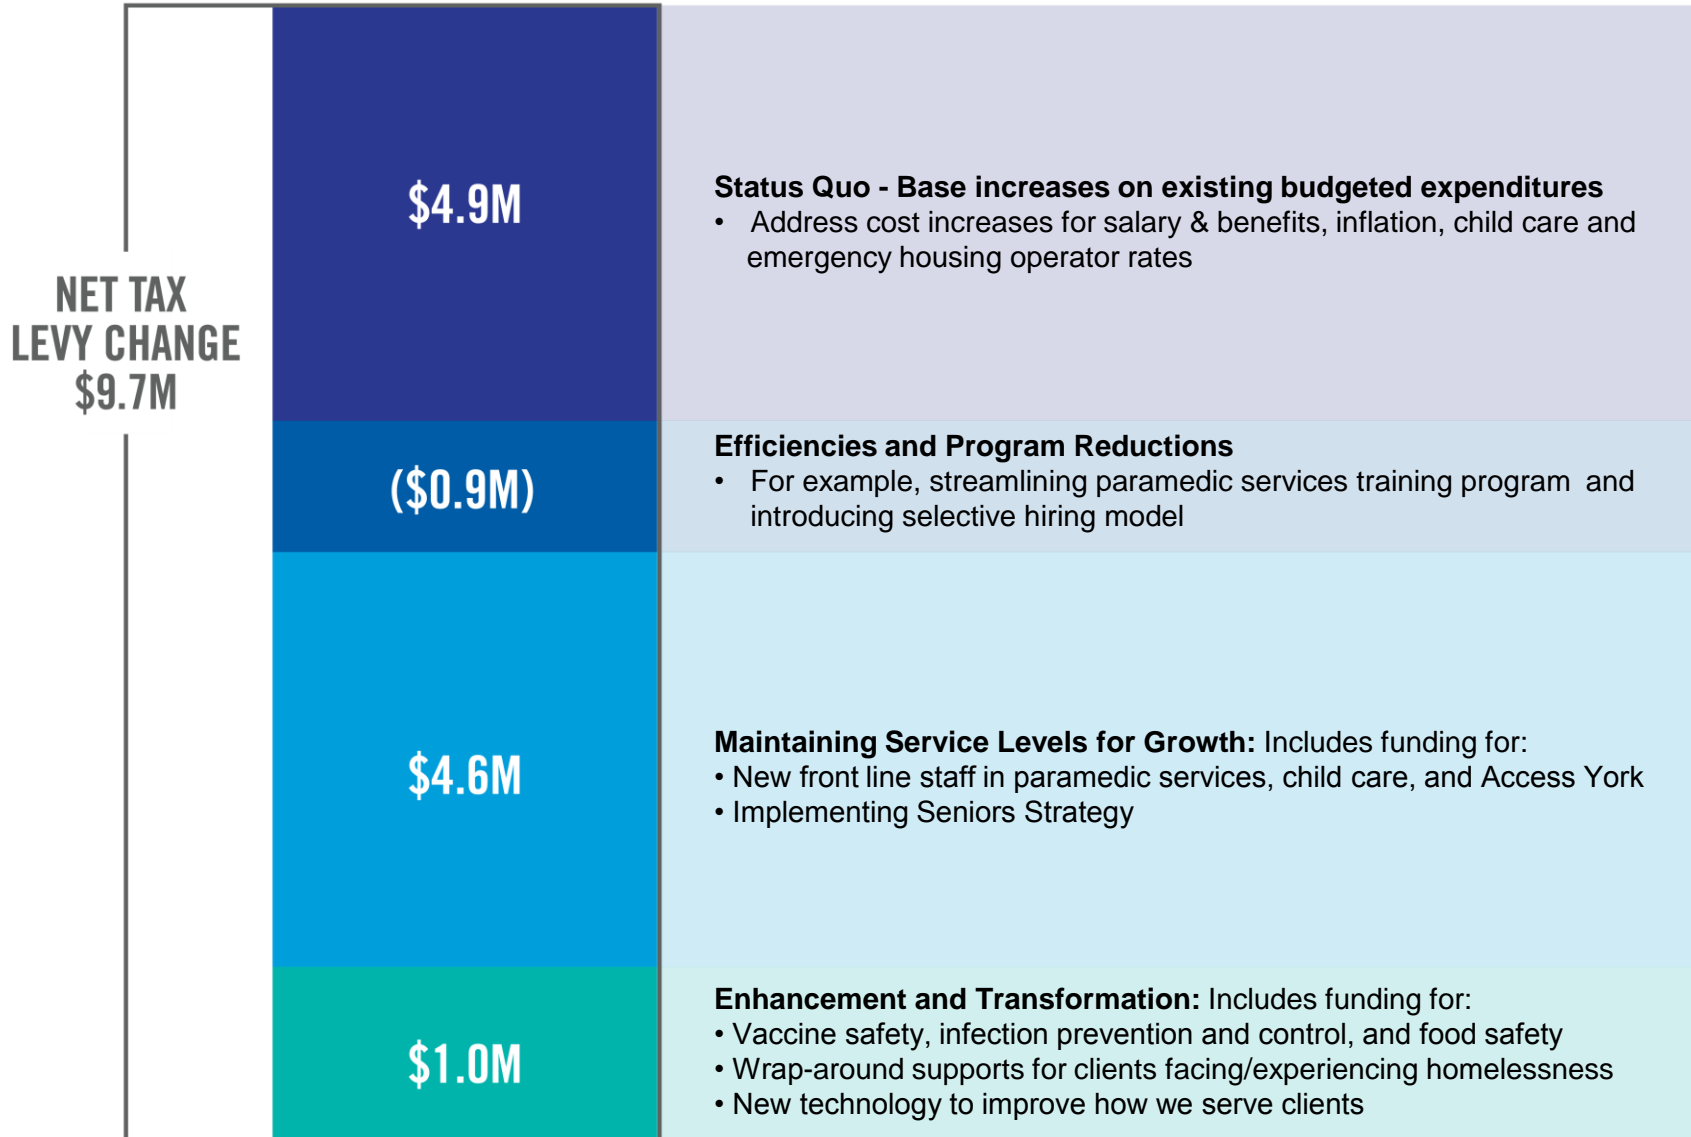 NET TAX
LEVY CHANGE
$9.7M
$4.9M
Status Quo - Base increases on existing budgeted expenditures
• Address cost increases for salary & benefits, inflation, child care and
emergency housing operator rates
($0.9M)
Efficiencies and Program Reductions
• For example, streamlining paramedic services training program and
introducing selective hiring model
$4.6M
Maintaining Service Levels for Growth: Includes funding for:
• New front line staff in paramedic services, child care, and Access York
• Implementing Seniors Strategy
$1.0M
Enhancement and Transformation: Includes funding for:
• Vaccine safety, infection prevention and control, and food safety
• Wrap-around supports for clients facing/experiencing homelessness
• New technology to improve how we serve clients